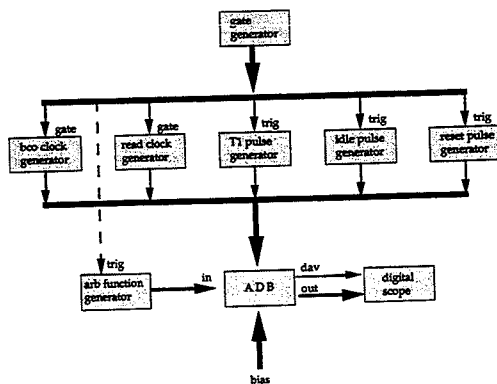 gate
generator
gate
gate
trig
trig
trig
bco clock
generator
read clock
generator
T1 pulse
generator
Idle pulse
generator
reset pulse
generator
trig
arb function
generator
in
ADB
dav
out
digital
scope
bias